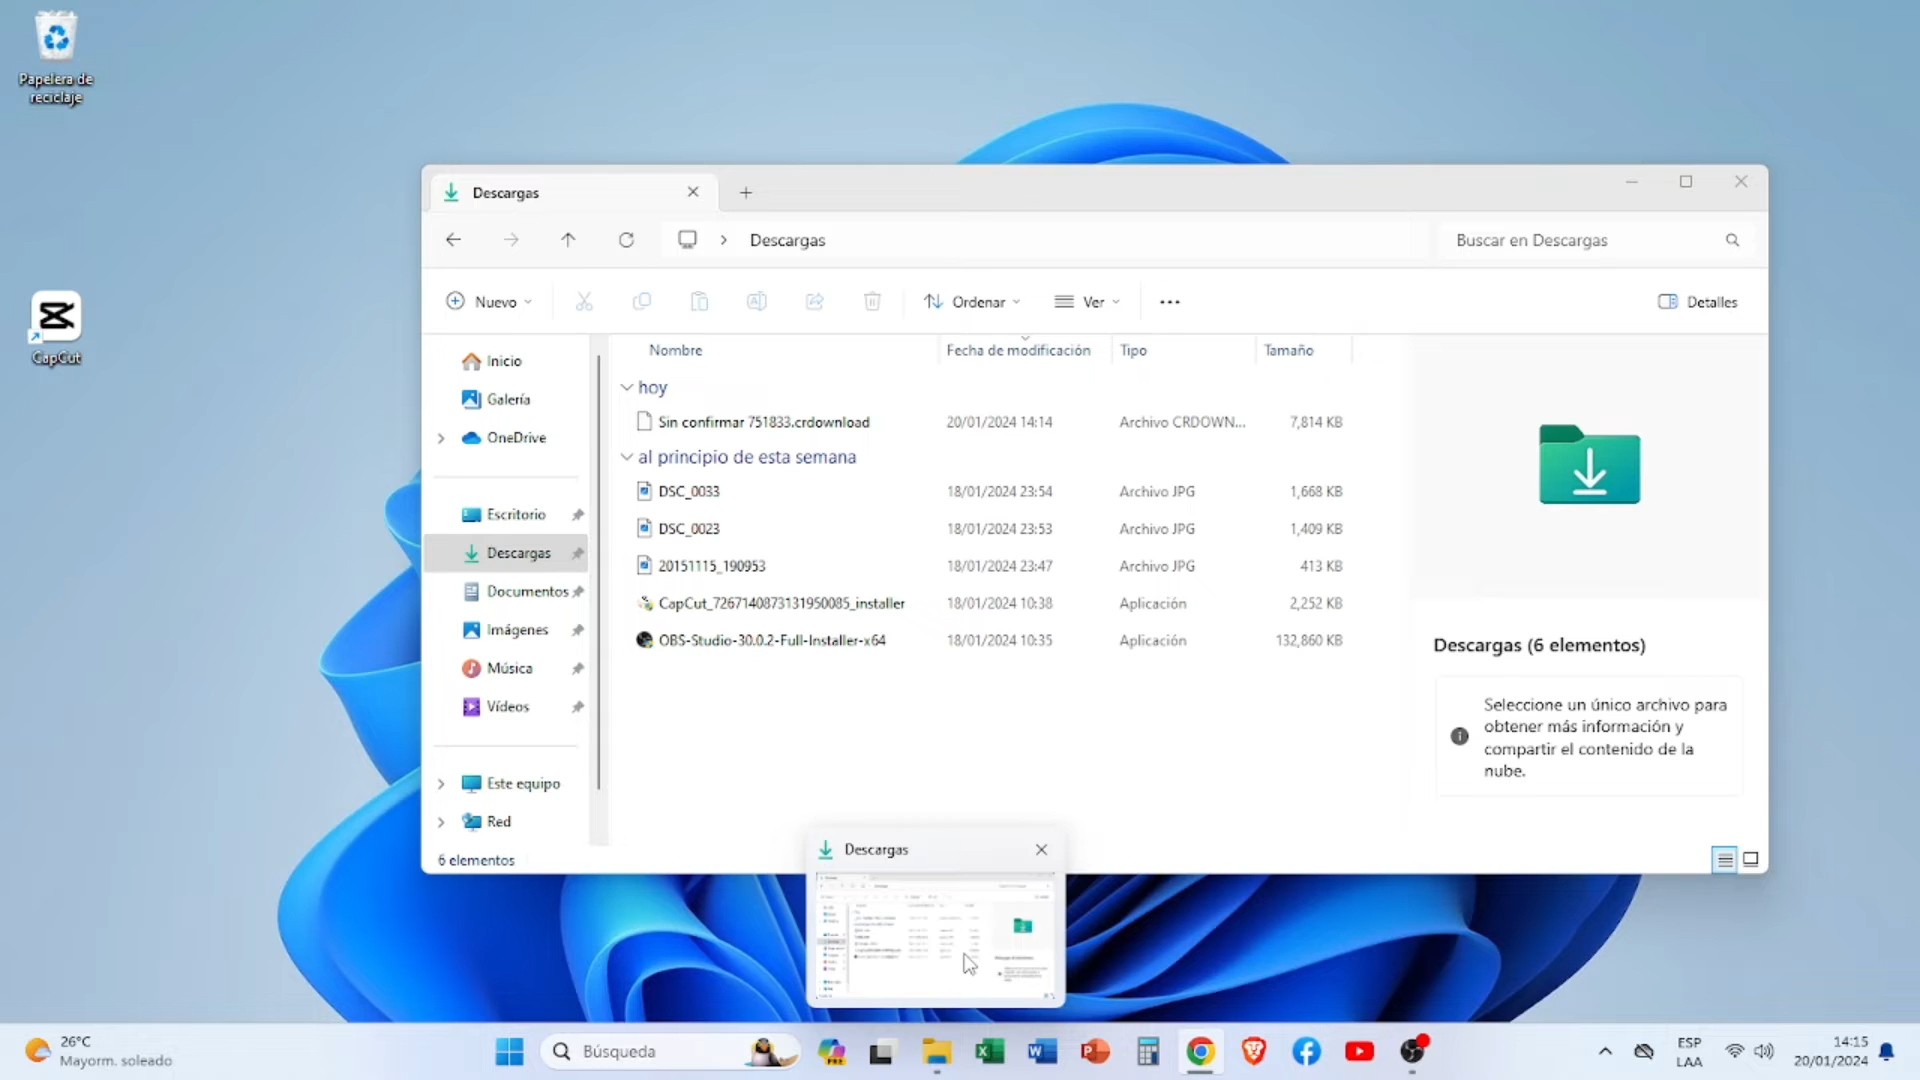 Papelera de
reciclaje
CapCut
Descargas
Descargas
Buscar en Descargas
Nuevo
Ordenar
Ver
Detalles
Nombre
Fecha de modificación
Tipo
Tamaño
hoy
Sin confirmar 751833.crdownload 20/01/2024 14:14 Archivo CRDOWN... 7,814 KB
al principio de esta semana
DSC_0033 18/01/2024 23:54 Archivo JPG 1,668 KB
DSC_0023 18/01/2024 23:53 Archivo JPG 1,409 KB
20151115_190953 18/01/2024 23:47 Archivo JPG 413 KB
CapCut_7267140873131950085_installer 18/01/2024 10:38 Aplicación 2,252 KB
OBS-Studio-30.0.2-Full-Installer-x64 18/01/2024 10:35 Aplicación 132,860 KB
Inicio
Galería
OneDrive
Escritorio
Descargas
Documentos
Imágenes
Música
Vídeos
Este equipo
Red
6 elementos
Descargas (6 elementos)
Seleccione un único archivo para
obtener más información y
compartir el contenido de la
nube.
Descargas
26°C
Mayorm. soleado
Búsqueda
PRE
ESP
LAA
14:15
20/01/2024